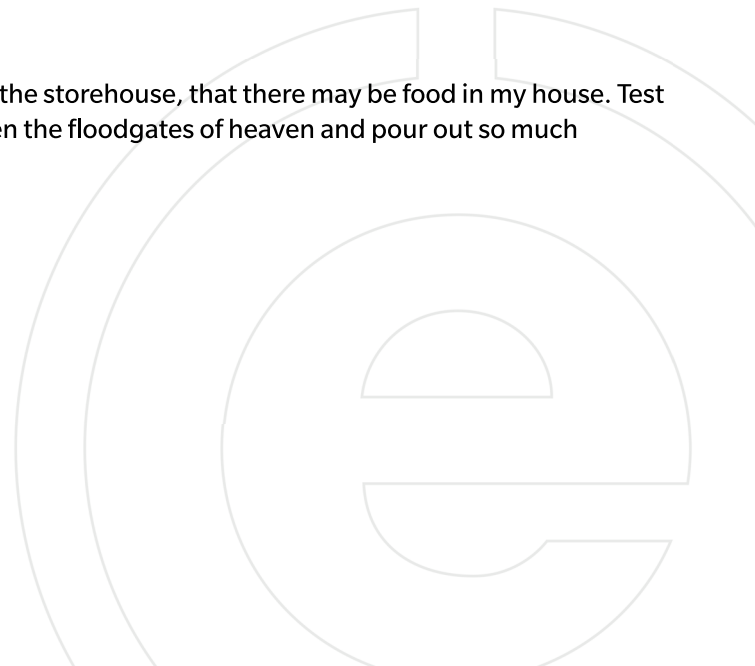 the storehouse, that there may be food in my house. Test
en the floodgates of heaven and pour out so much